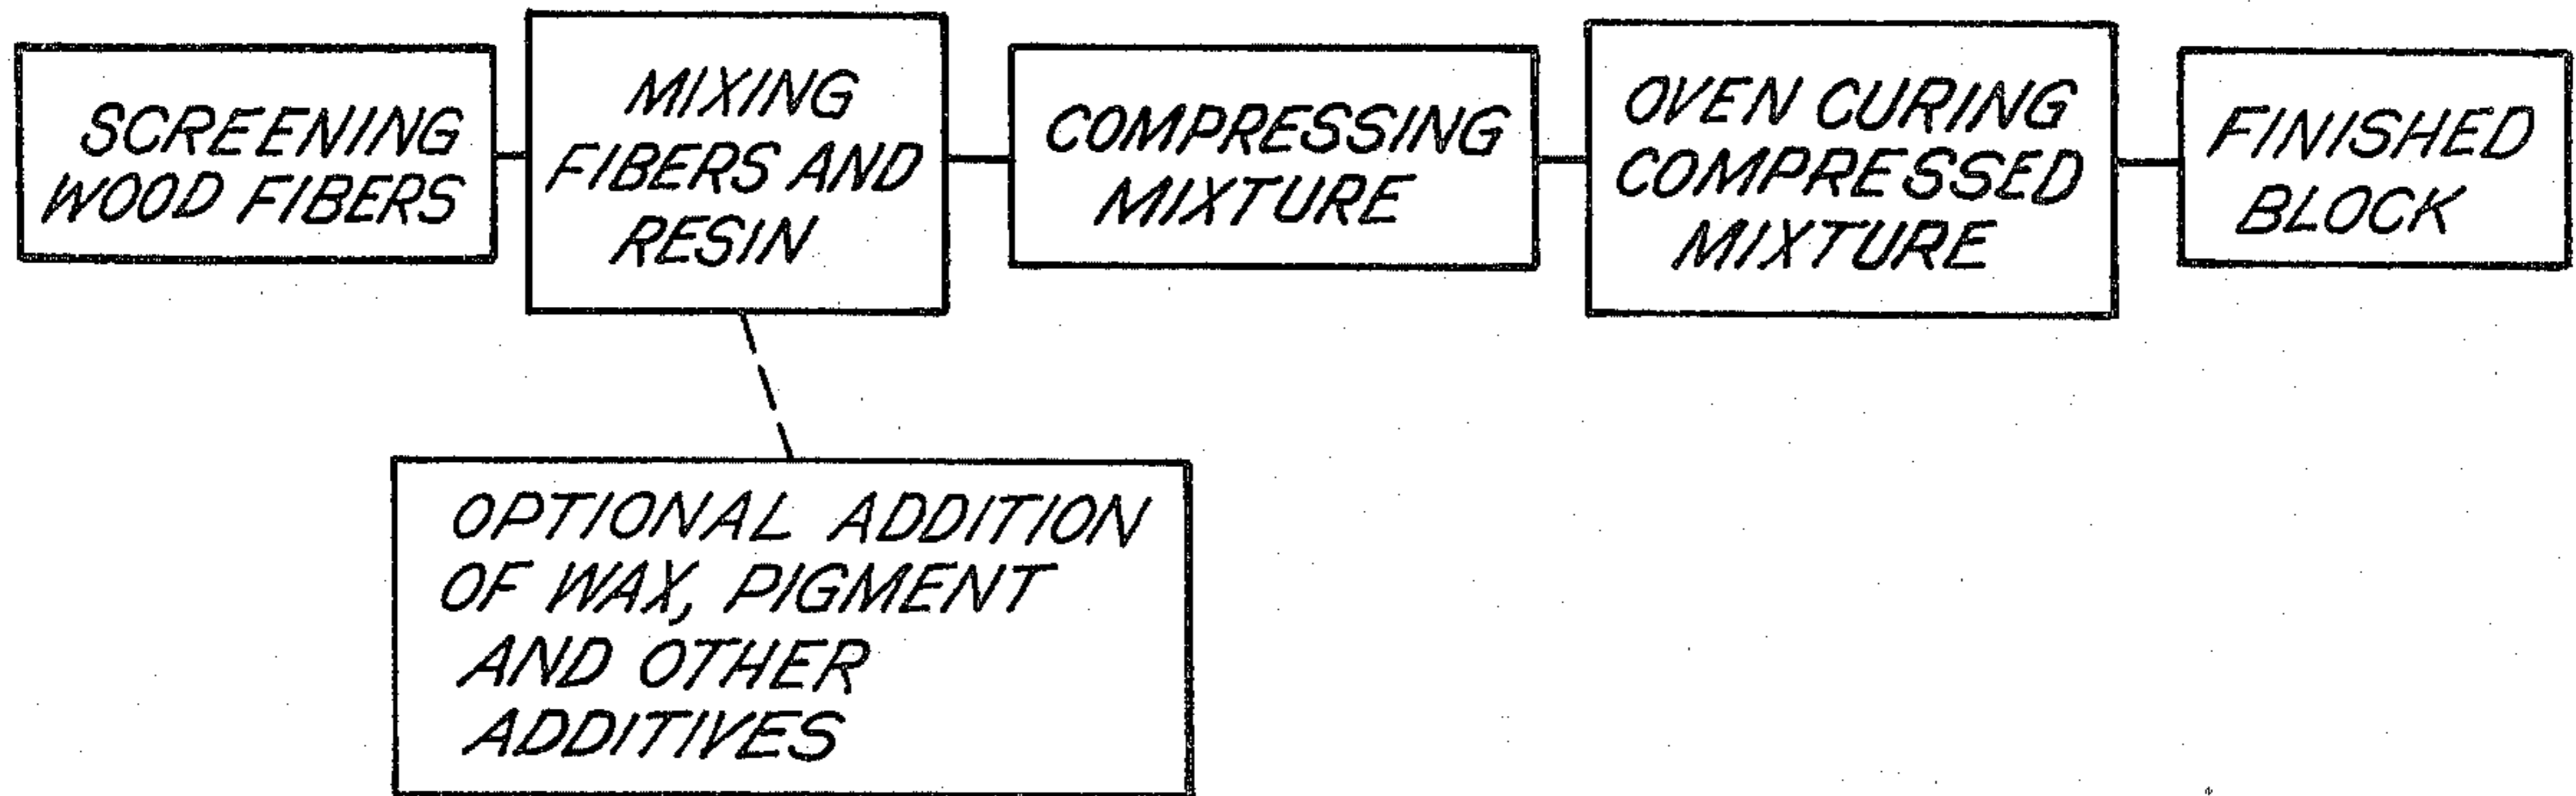 SCREENING
WOOD FIBERS
MIXING
FIBERS AND
RESIN
COMPRESSING
MIXTURE
OVEN CURING
COMPRESSED
MIXTURE
FINISHED
BLOCK
OPTIONAL ADDITION
OF WAX, PIGMENT
AND OTHER
ADDITIVES